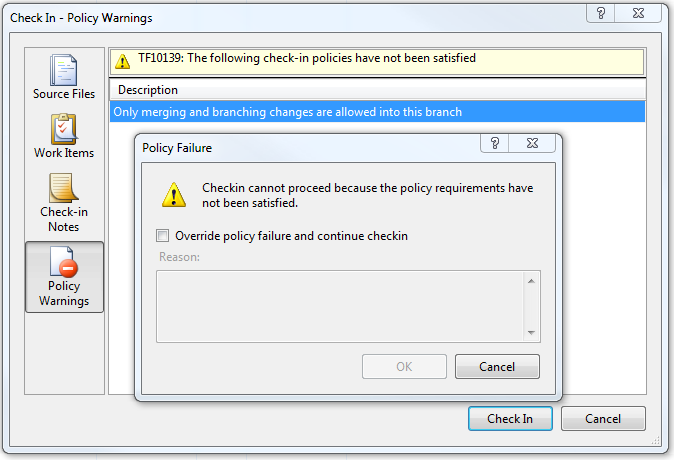 Check In - Policy Warnings
?
Source Files
Work Items
Check-in
Notes
Policy
Warnings
TF10139: The following check-in policies have not been satisfied
Description
Only merging and branching changes are allowed into this branch
Policy Failure
?
Checkin cannot proceed because the policy requirements have
not been satisfied.
Override policy failure and continue checkin
Reason:
OK
Cancel
Check In
Cancel